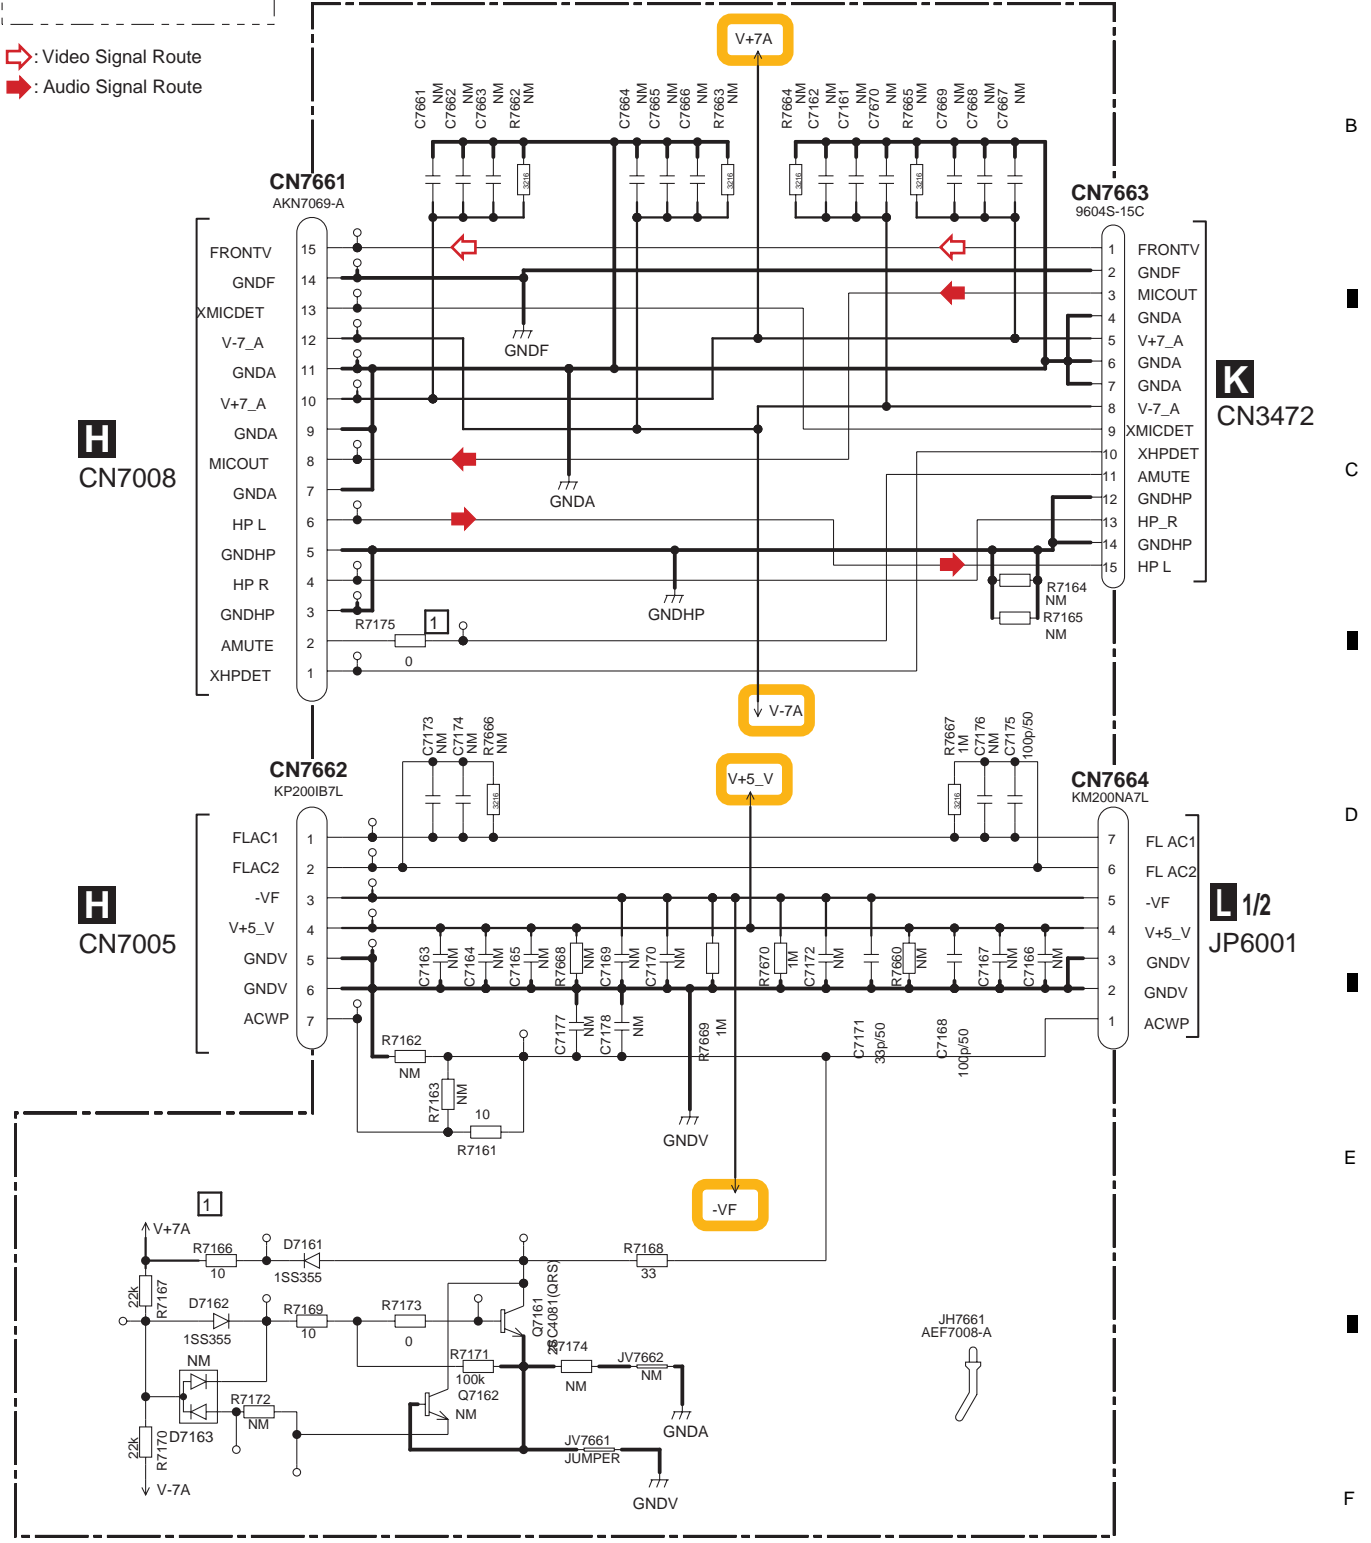 : Video Signal Route
: Audio Signal Route
B
C
D
E
F
V+7A
C7661 NM
C7662 NM
C7663 NM
R7662 NM
C7664 NM
C7665 NM
C7666 NM
R7663 NM
R7664 NM
C7162 NM
C7161 NM
C7670 NM
R7665 NM
C7669 NM
C7668 NM
C7667 NM
3216
3216
3216
3216
CN7661
AKN7069-A
CN7663
9604S-15C
FRONTV 15
GNDF 14
XMICDET 13
V-7_A 12
GNDA 11
V+7_A 10
GNDA 9
MICOUT 8
GNDA 7
HP L 6
GNDHP 5
HP R 4
GNDHP 3
AMUTE 2
XHPDET 1
H
CN7008
1 FRONTV
2 GNDF
3 MICOUT
4 GNDA
5 V+7_A
6 GNDA
7 GNDA
8 V-7_A
9 XMICDET
10 XHPDET
11 AMUTE
12 GNDHP
13 HP_R
14 GNDHP
15 HP L
K
CN3472
GNDF
GNDA
GNDHP
R7164
NM
R7165
NM
R7175
0
1
V-7A
C7173 NM
C7174 NM
R7666 NM
3216
R7667 1M
C7176 NM
C7175 100p/50
3216
V+5_V
CN7662
KP200IB7L
CN7664
KM200NA7L
FLAC1 1
FLAC2 2
-VF 3
V+5_V 4
GNDV 5
GNDV 6
ACWP 7
H
CN7005
7 FL AC1
6 FL AC2
5 -VF
4 V+5_V
3 GNDV
2 GNDV
1 ACWP
L 1/2
JP6001
C7163 NM
C7164 NM
C7165 NM
R7668 NM
C7169 NM
C7170 NM
R7670 1M
C7172 NM
R7660 NM
C7167 NM
C7166 NM
C7177 NM
C7178 NM
R7669 1M
C7171 33p/50
C7168 100p/50
R7162
NM
R7163 NM
10
R7161
GNDV
-VF
1
V+7A
R7166
10
D7161
1SS355
R7168
33
R7167 22k
D7162
1SS355
R7169
10
R7173
0
Q7161
2SC4081(QRS)
R7171
100k
R7174
NM
JV7662
NM
NM
D7163
R7172
NM
Q7162
NM
GNDA
R7170 22k
V-7A
JV7661
JUMPER
GNDV
JH7661
AEF7008-A